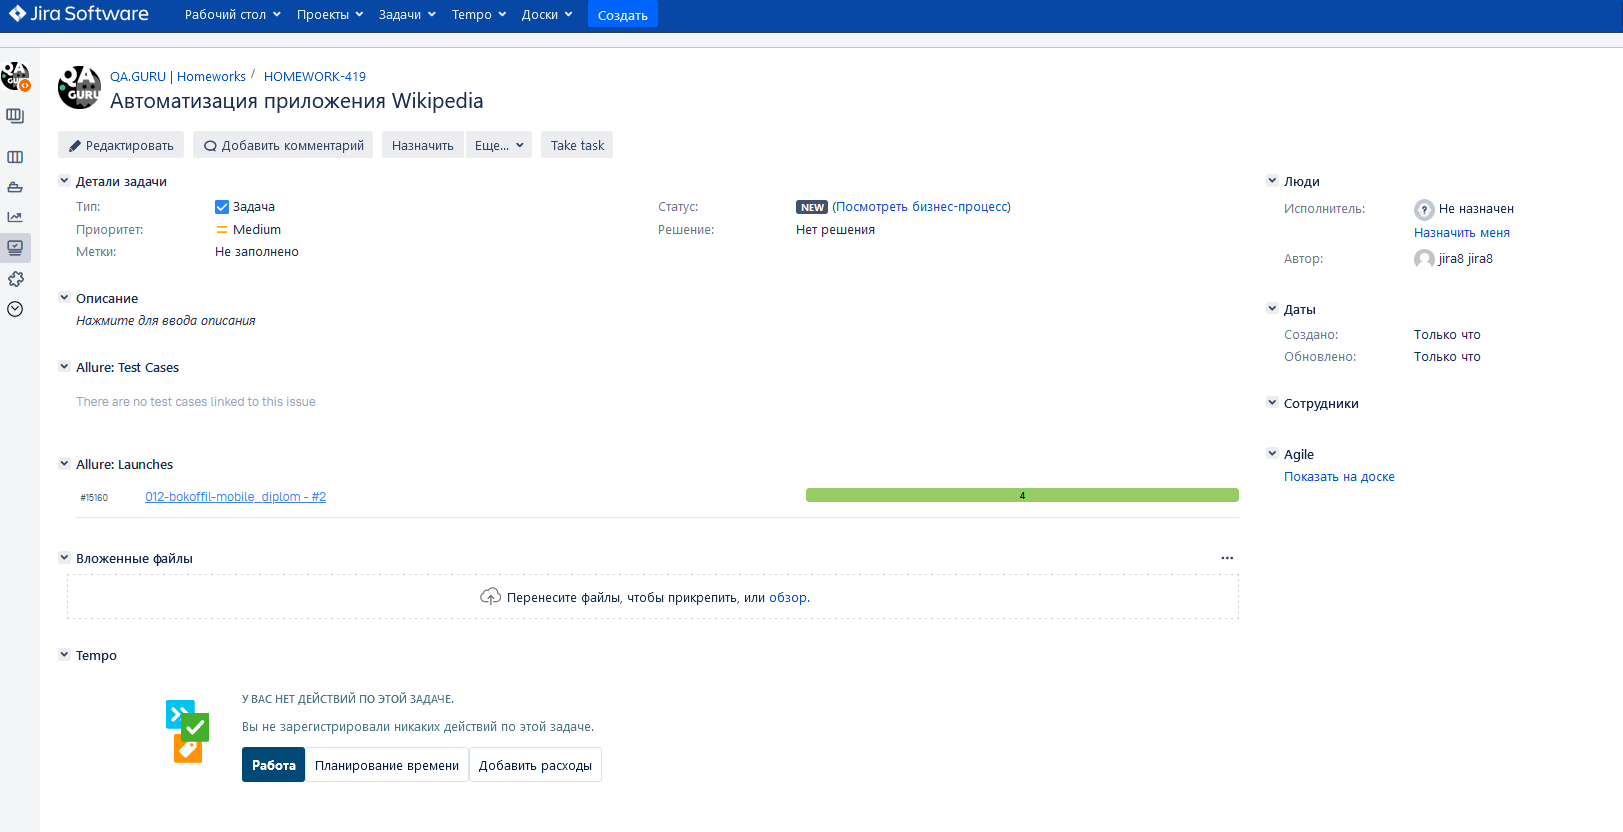 Jira Software
Рабочий стол
Проекты
Задачи
Tempo
Доски
Создать
QA.GURU | Homeworks / HOMEWORK-419
Автоматизация приложения Wikipedia
Редактировать
Добавить комментарий
Назначить
Еще...
Take task
Детали задачи
Тип: Задача
Статус: NEW (Посмотреть бизнес-процесс)
Приоритет: Medium
Решение: Нет решения
Метки: Не заполнено
Описание
Нажмите для ввода описания
Allure: Test Cases
There are no test cases linked to this issue
Allure: Launches
#15160 012-bokoffil-mobile_diplom - #2 4
Вложенные файлы
Перенесите файлы, чтобы прикрепить, или обзор.
Tempo
У ВАС НЕТ ДЕЙСТВИЙ ПО ЭТОЙ ЗАДАЧЕ.
Вы не зарегистрировали никаких действий по этой задаче.
Работа
Планирование времени
Добавить расходы
Люди
Исполнитель: Не назначен
Назначить меня
Автор: jira8 jira8
Даты
Создано: Только что
Обновлено: Только что
Сотрудники
Agile
Показать на доске